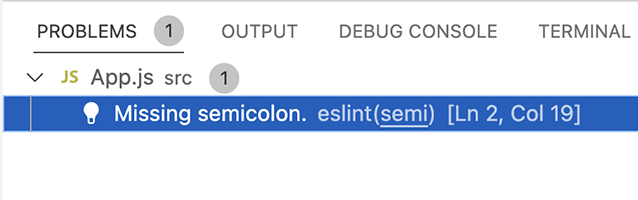 PROBLEMS 1 OUTPUT DEBUG CONSOLE TERMINAL
JS App.js src 1
Missing semicolon. eslint(semi) [Ln 2, Col 19]